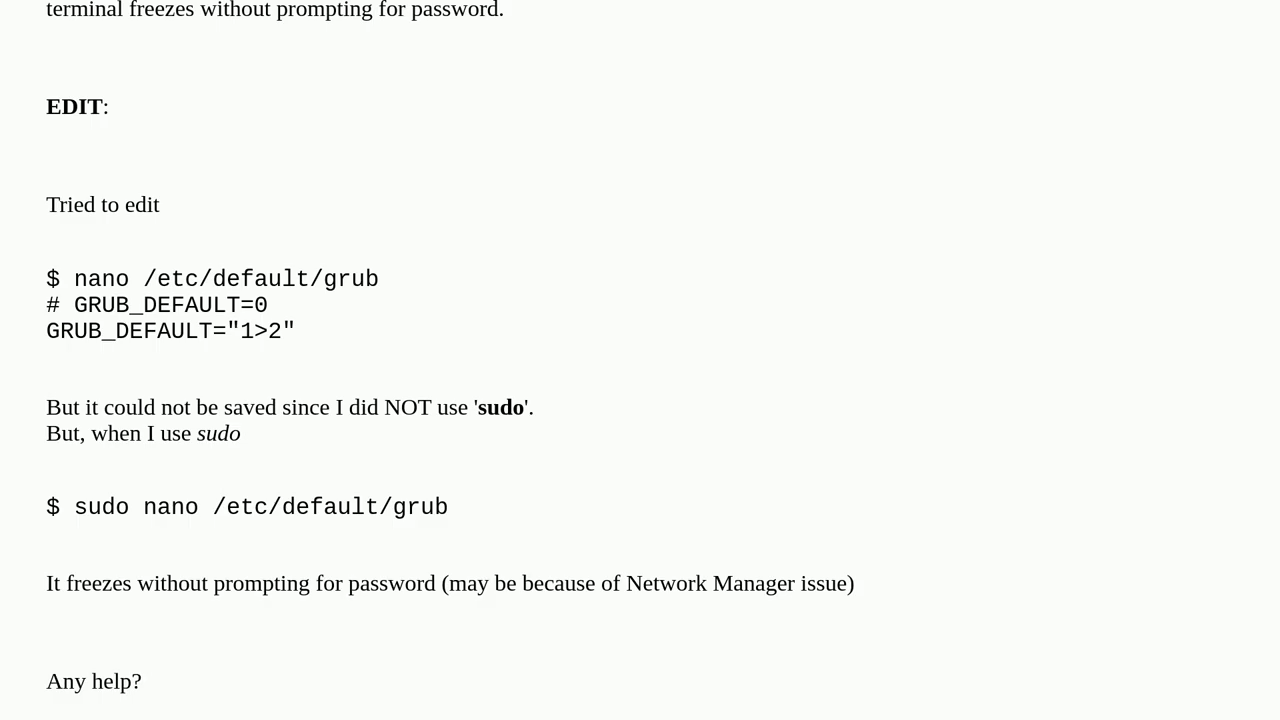 terminal freezes without prompting for password.
EDIT:
Tried to edit
$ nano /etc/default/grub
# GRUB_DEFAULT=0
GRUB_DEFAULT="1>2"
But it could not be saved since I did NOT use 'sudo'.
But, when I use sudo
$ sudo nano /etc/default/grub
It freezes without prompting for password (may be because of Network Manager issue)
Any help?